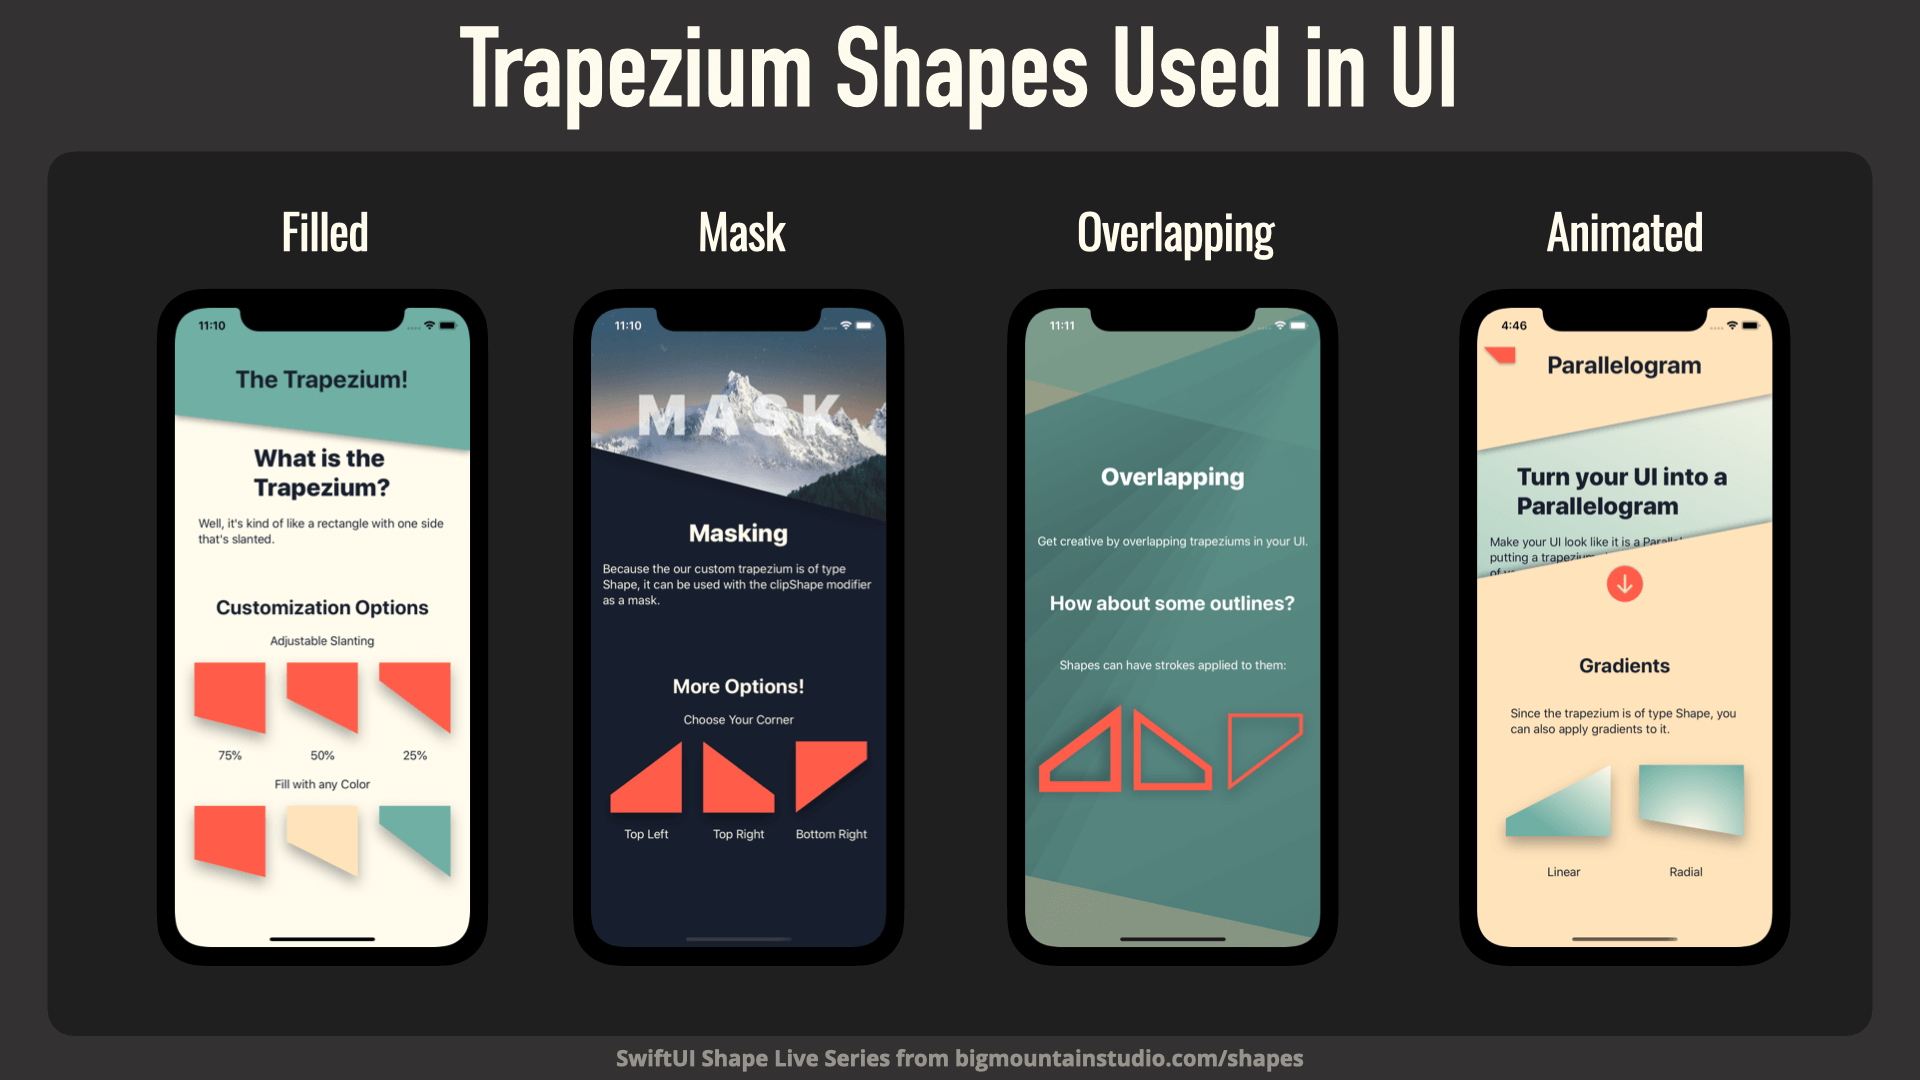 Trapezium Shapes Used in UI
Filled
Mask
Overlapping
Animated
11:10
The Trapezium!
What is the
Trapezium?
Well, it's kind of like a rectangle with one side
that's slanted.
Customization Options
Adjustable Slanting
75%
50%
25%
Fill with any Color
11:10
MASK
Masking
Because the our custom trapezium is of type
Shape, it can be used with the clipShape modifier
as a mask.
More Options!
Choose Your Corner
Top Left
Top Right
Bottom Right
11:11
Overlapping
Get creative by overlapping trapeziums in your UI.
How about some outlines?
Shapes can have strokes applied to them:
4:46
Parallelogram
Turn your UI into a
Parallelogram
Make your UI look like it is a
putting a
Gradients
Since the trapezium is of type Shape, you
can also apply gradients to it.
Linear
Radial
SwiftUI Shape Live Series from bigmountainstudio.com/shapes